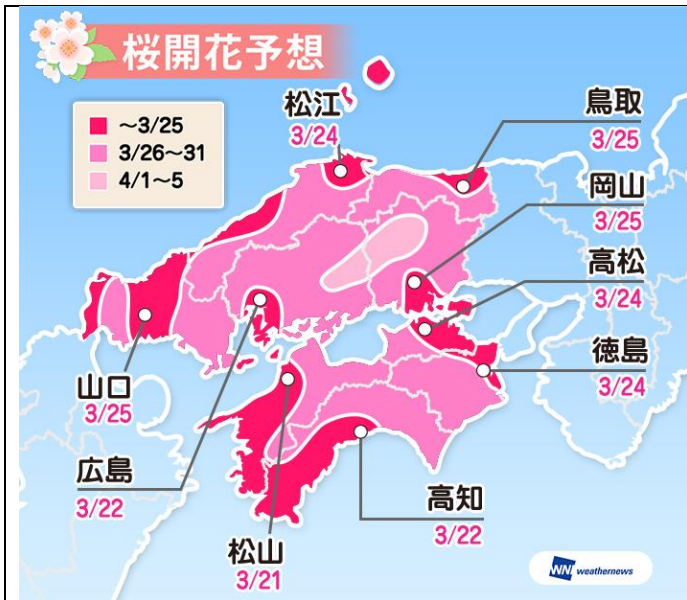 桜開花予想
～3/25
3/26～31
4/1～5
松江
3/24
鳥取
3/25
岡山
3/25
高松
3/24
徳島
3/24
山口
3/25
広島
3/22
松山
3/21
高知
3/22
WNI weathernews